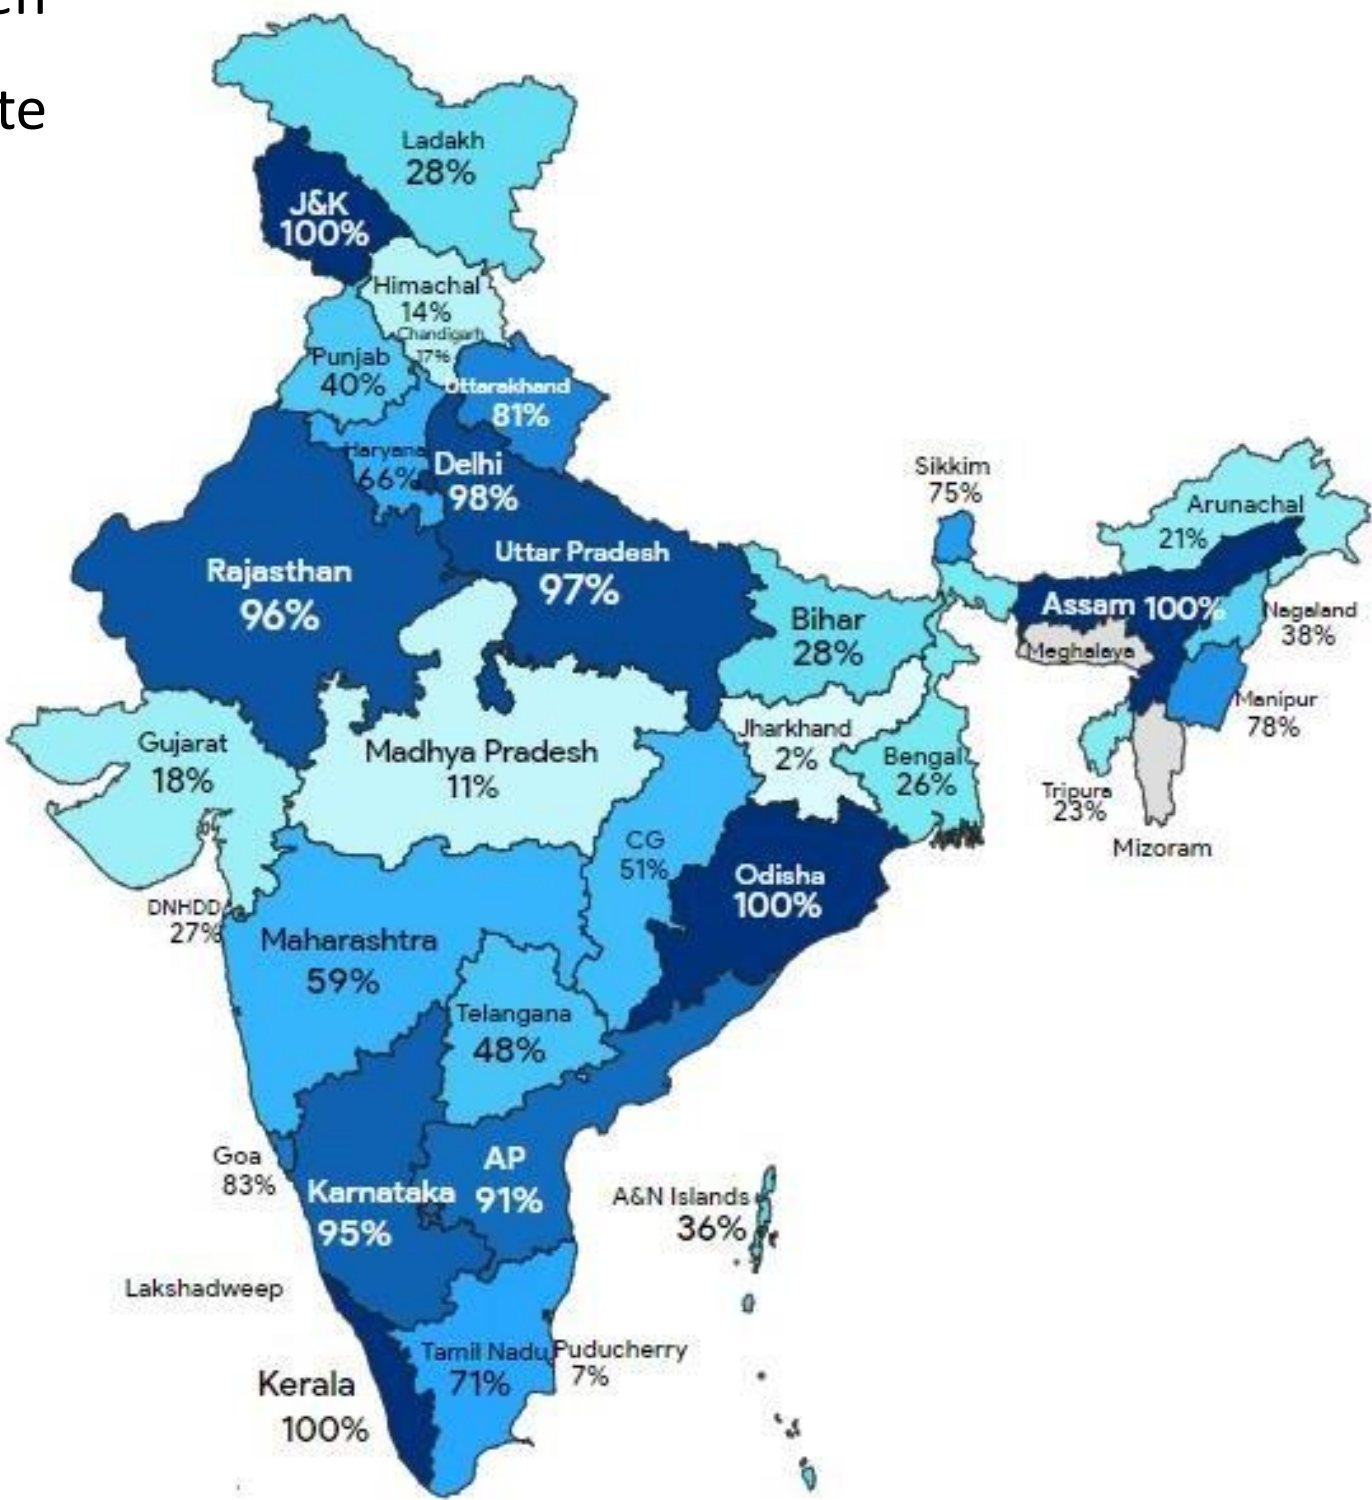 en
te
Ladakh
28%
J&K
100%
Himachal
14%
Chandigarh
17%
Punjab
40%
Uttarakhand
81%
Haryana
66%
Delhi
98%
Sikkim
75%
Arunachal
21%
Rajasthan
96%
Uttar Pradesh
97%
Bihar
28%
Assam 100%
Nagaland
38%
Meghalaya
Manipur
78%
Gujarat
18%
Madhya Pradesh
11%
Jharkhand
2%
Bengal
26%
Tripura
23%
Mizoram
CG
51%
Odisha
100%
DNHDD
27%
Maharashtra
59%
Telangana
48%
Goa
83%
Karnataka
95%
AP
91%
A&N Islands
36%
Lakshadweep
Tamil Nadu
71%
Puducherry
7%
Kerala
100%